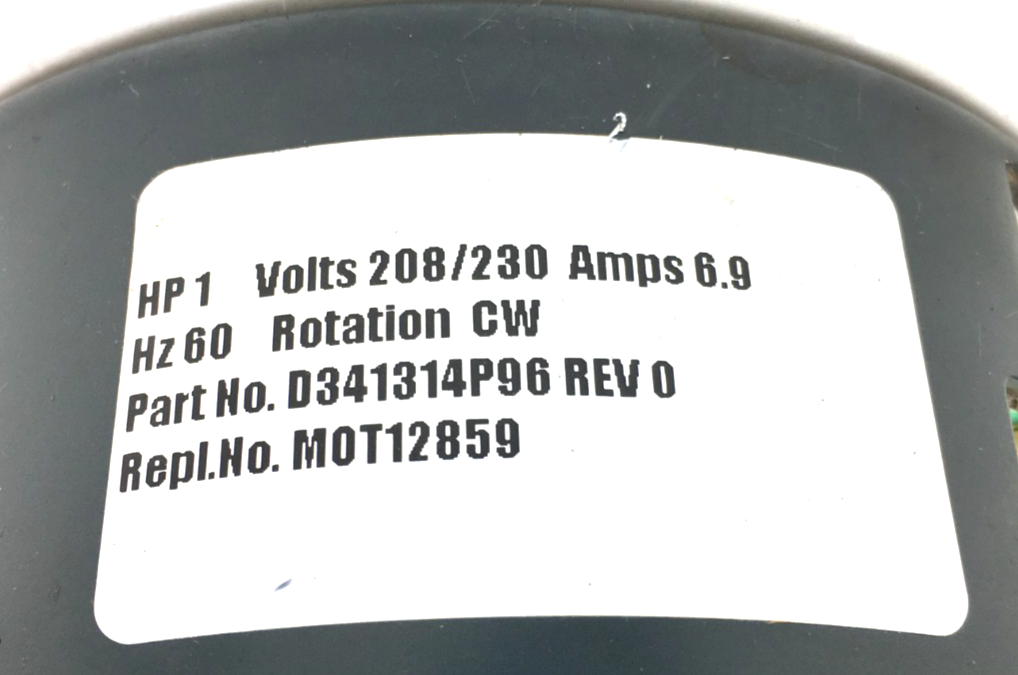 HP 1 Volts 208/230 Amps 6.9
Hz 60 Rotation CW
Part No. D341314P96 REV 0
Repl.No. MOT12859